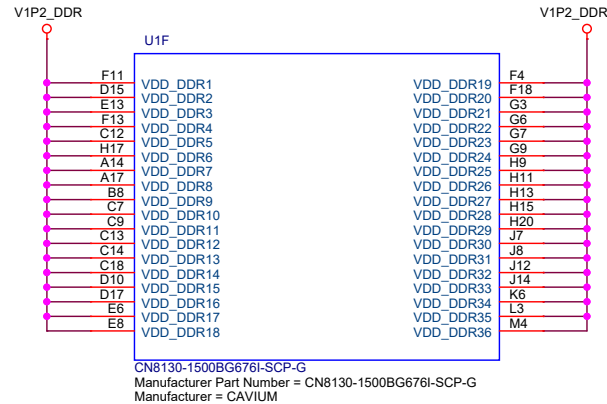 V1P2_DDR
V1P2_DDR
U1F
F11 VDD_DDR1 VDD_DDR19 F4
D15 VDD_DDR2 VDD_DDR20 F18
E13 VDD_DDR3 VDD_DDR21 G3
F13 VDD_DDR4 VDD_DDR22 G6
C12 VDD_DDR5 VDD_DDR23 G7
H17 VDD_DDR6 VDD_DDR24 G9
A14 VDD_DDR7 VDD_DDR25 H9
A17 VDD_DDR8 VDD_DDR26 H11
B8 VDD_DDR9 VDD_DDR27 H13
C7 VDD_DDR10 VDD_DDR28 H15
C9 VDD_DDR11 VDD_DDR29 H20
C13 VDD_DDR12 VDD_DDR30 J7
C14 VDD_DDR13 VDD_DDR31 J8
C18 VDD_DDR14 VDD_DDR32 J12
D10 VDD_DDR15 VDD_DDR33 J14
D17 VDD_DDR16 VDD_DDR34 K6
E6 VDD_DDR17 VDD_DDR35 L3
E8 VDD_DDR18 VDD_DDR36 M4
CN8130-1500BG676I-SCP-G
Manufacturer Part Number = CN8130-1500BG676I-SCP-G
Manufacturer = CAVIUM